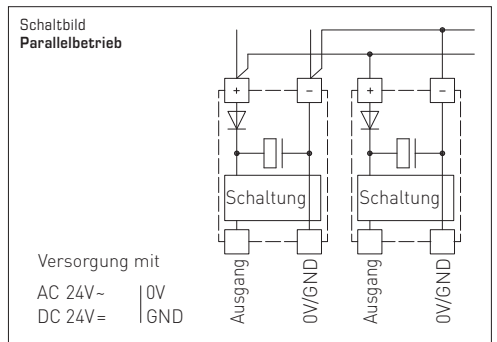 Schaltbild
Parallelbetrieb
+ − + −
Schaltung Schaltung
Versorgung mit
AC 24V~ | 0V
DC 24V= | GND
Ausgang
0V/GND
Ausgang
0V/GND